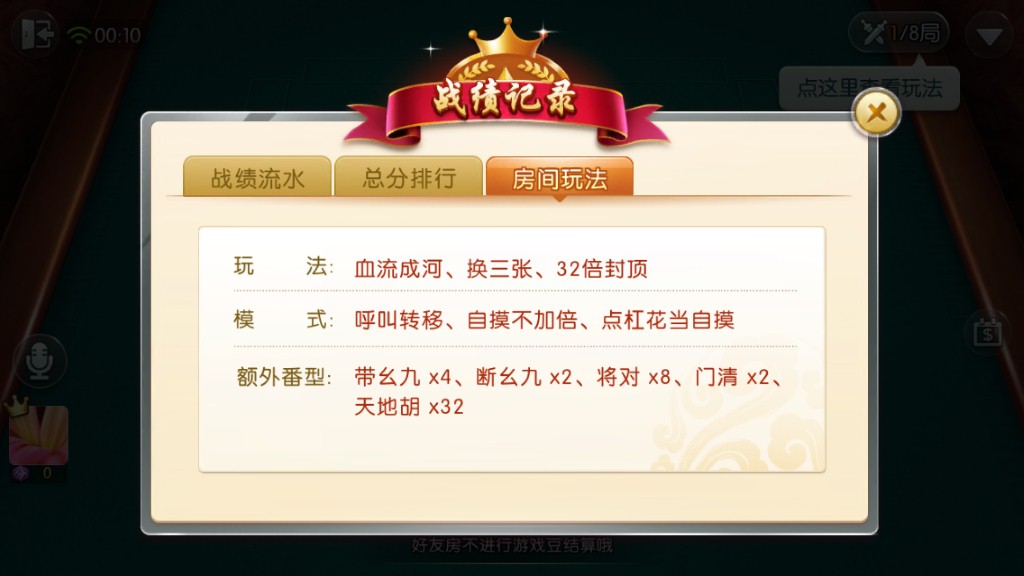 00:10
1/8局
点这里查看玩法
战绩记录
战绩流水
总分排行
房间玩法
玩法: 血流成河、换三张、32倍封顶
模式: 呼叫转移、自摸不加倍、点杠花当自摸
额外番型: 带幺九 x4、断幺九 x2、将对 x8、门清 x2、
天地胡 x32
0
好友房不进行游戏豆结算哦